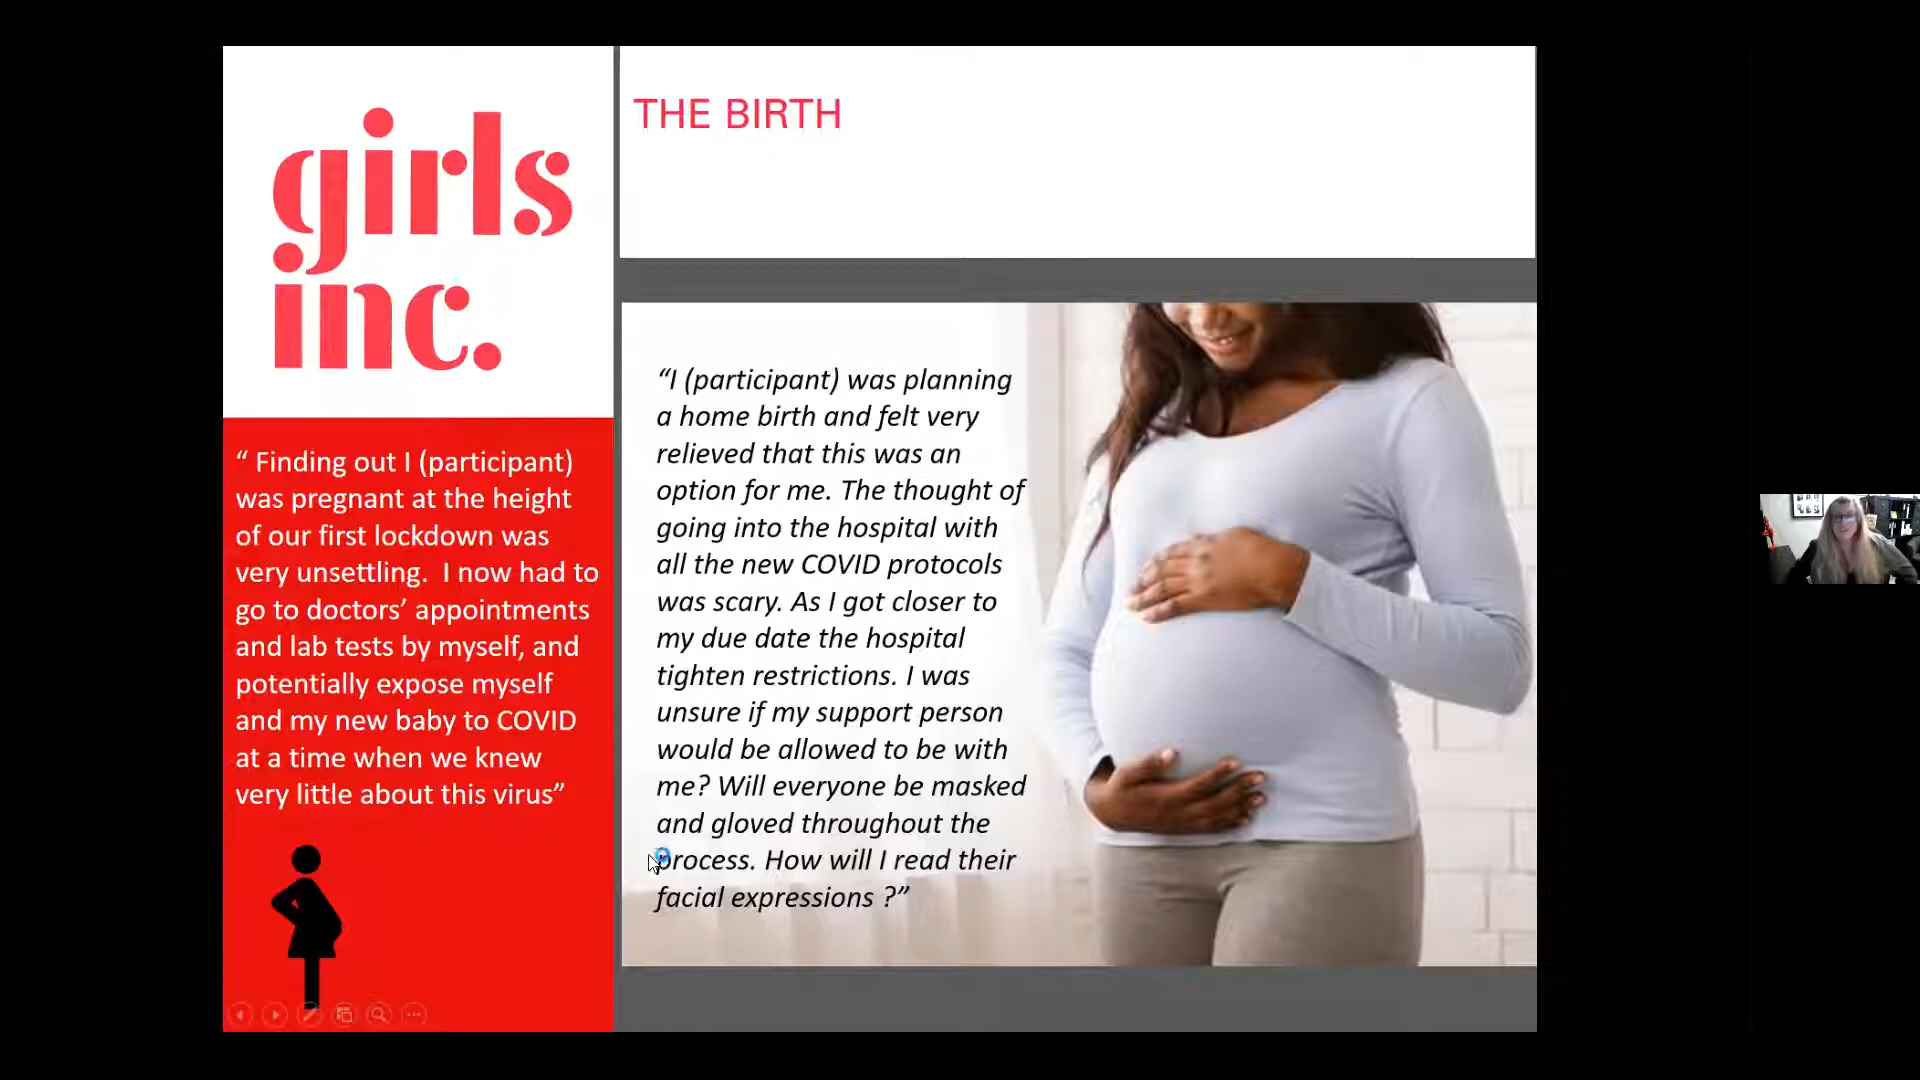 girls
inc.
“ Finding out I (participant)
was pregnant at the height
of our first lockdown was
very unsettling.  I now had to
go to doctors’ appointments
and lab tests by myself, and
potentially expose myself
and my new baby to COVID
at a time when we knew
very little about this virus”
THE BIRTH
“I (participant) was planning
a home birth and felt very
relieved that this was an
option for me. The thought of
going into the hospital with
all the new COVID protocols
was scary. As I got closer to
my due date the hospital
tighten restrictions. I was
unsure if my support person
would be allowed to be with
me? Will everyone be masked
and gloved throughout the
process. How will I read their
facial expressions ?”